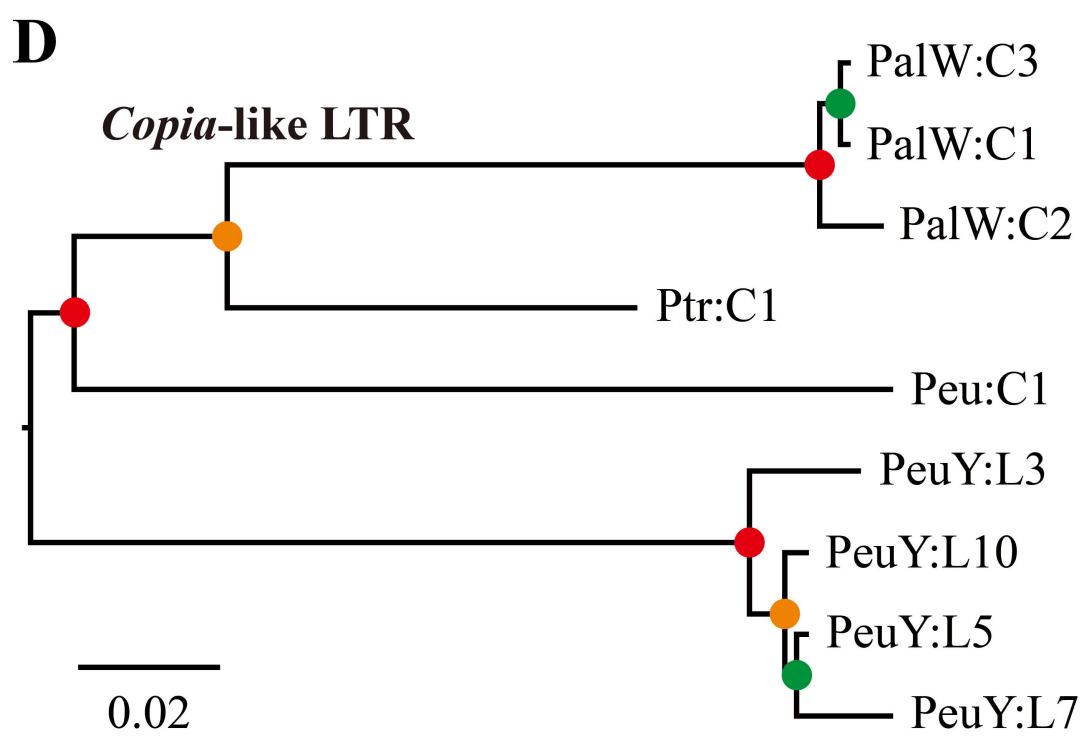 D
Copia-like LTR
PalW:C3
PalW:C1
PalW:C2
Ptr:C1
Peu:C1
PeuY:L3
PeuY:L10
PeuY:L5
PeuY:L7
0.02